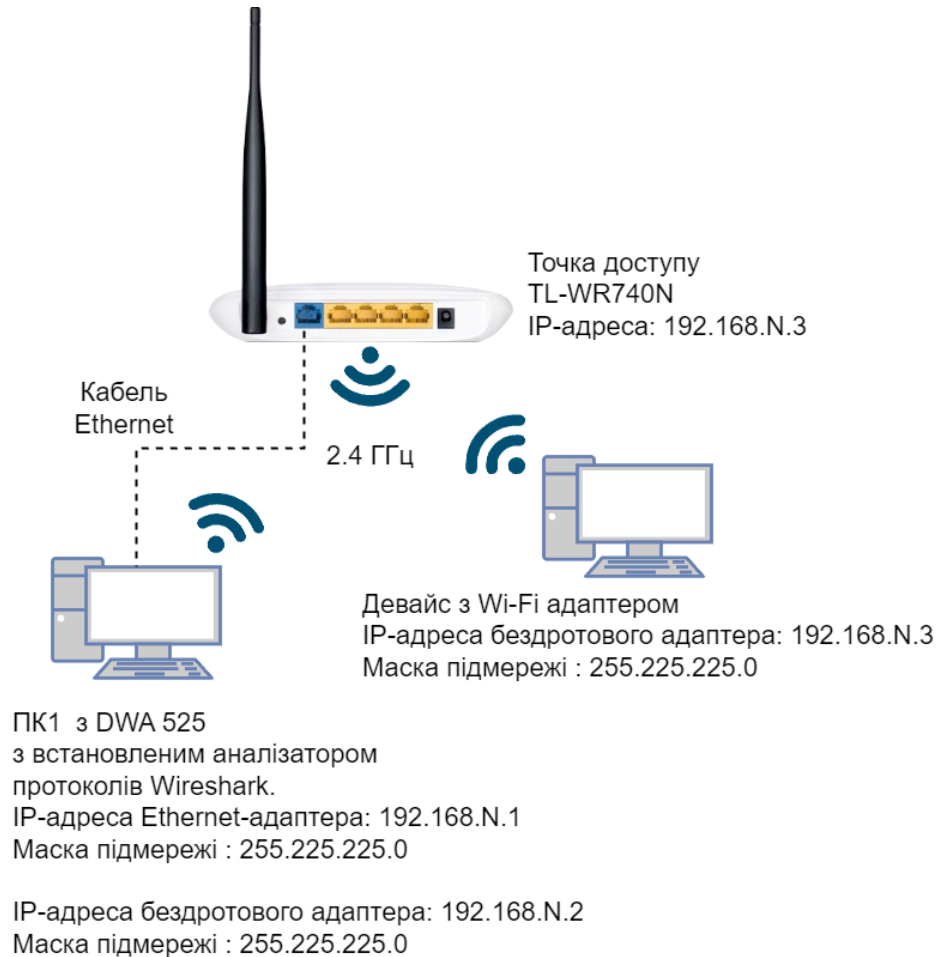 Точка доступу
TL-WR740N
IP-адреса: 192.168.N.3
Кабель
Ethernet
2.4 ГГц
Девайс з Wi-Fi адаптером
IP-адреса бездротового адаптера: 192.168.N.3
Маска підмережі : 255.225.225.0
ПК1 з DWA 525
з встановленим аналізатором
протоколів Wireshark.
IP-адреса Ethernet-адаптера: 192.168.N.1
Маска підмережі : 255.225.225.0
IP-адреса бездротового адаптера: 192.168.N.2
Маска підмережі : 255.225.225.0